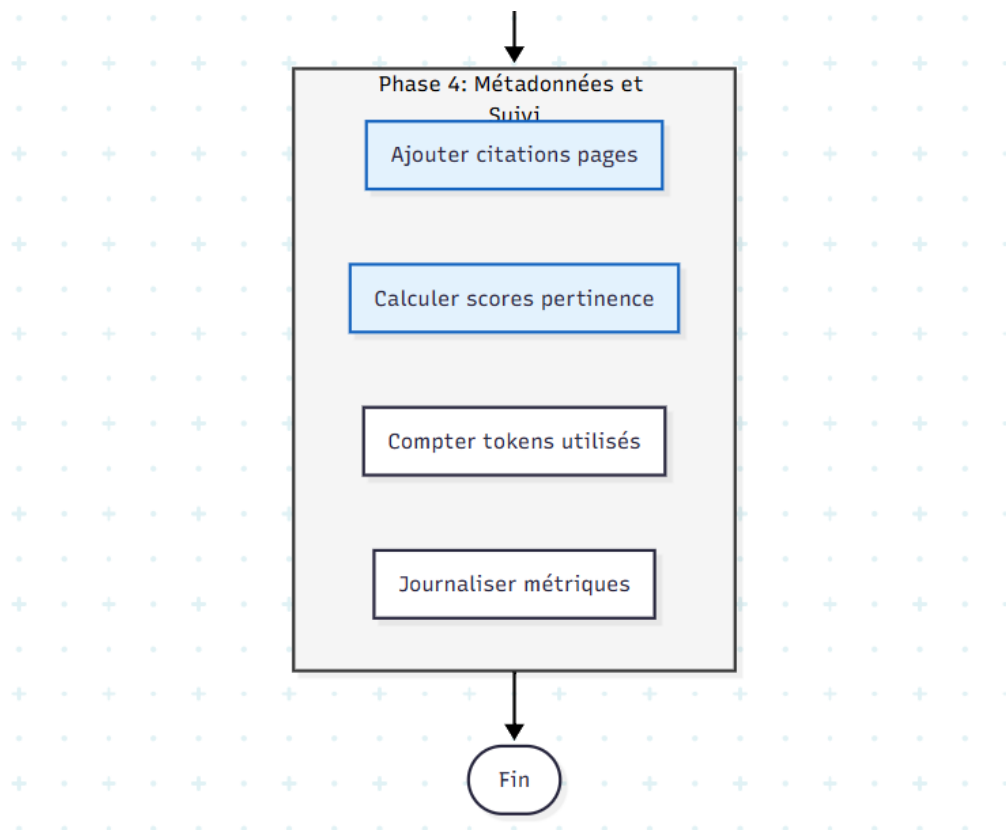 Phase 4: Métadonnées et
Suivi
Ajouter citations pages
Calculer scores pertinence
Compter tokens utilisés
Journaliser métriques
Fin